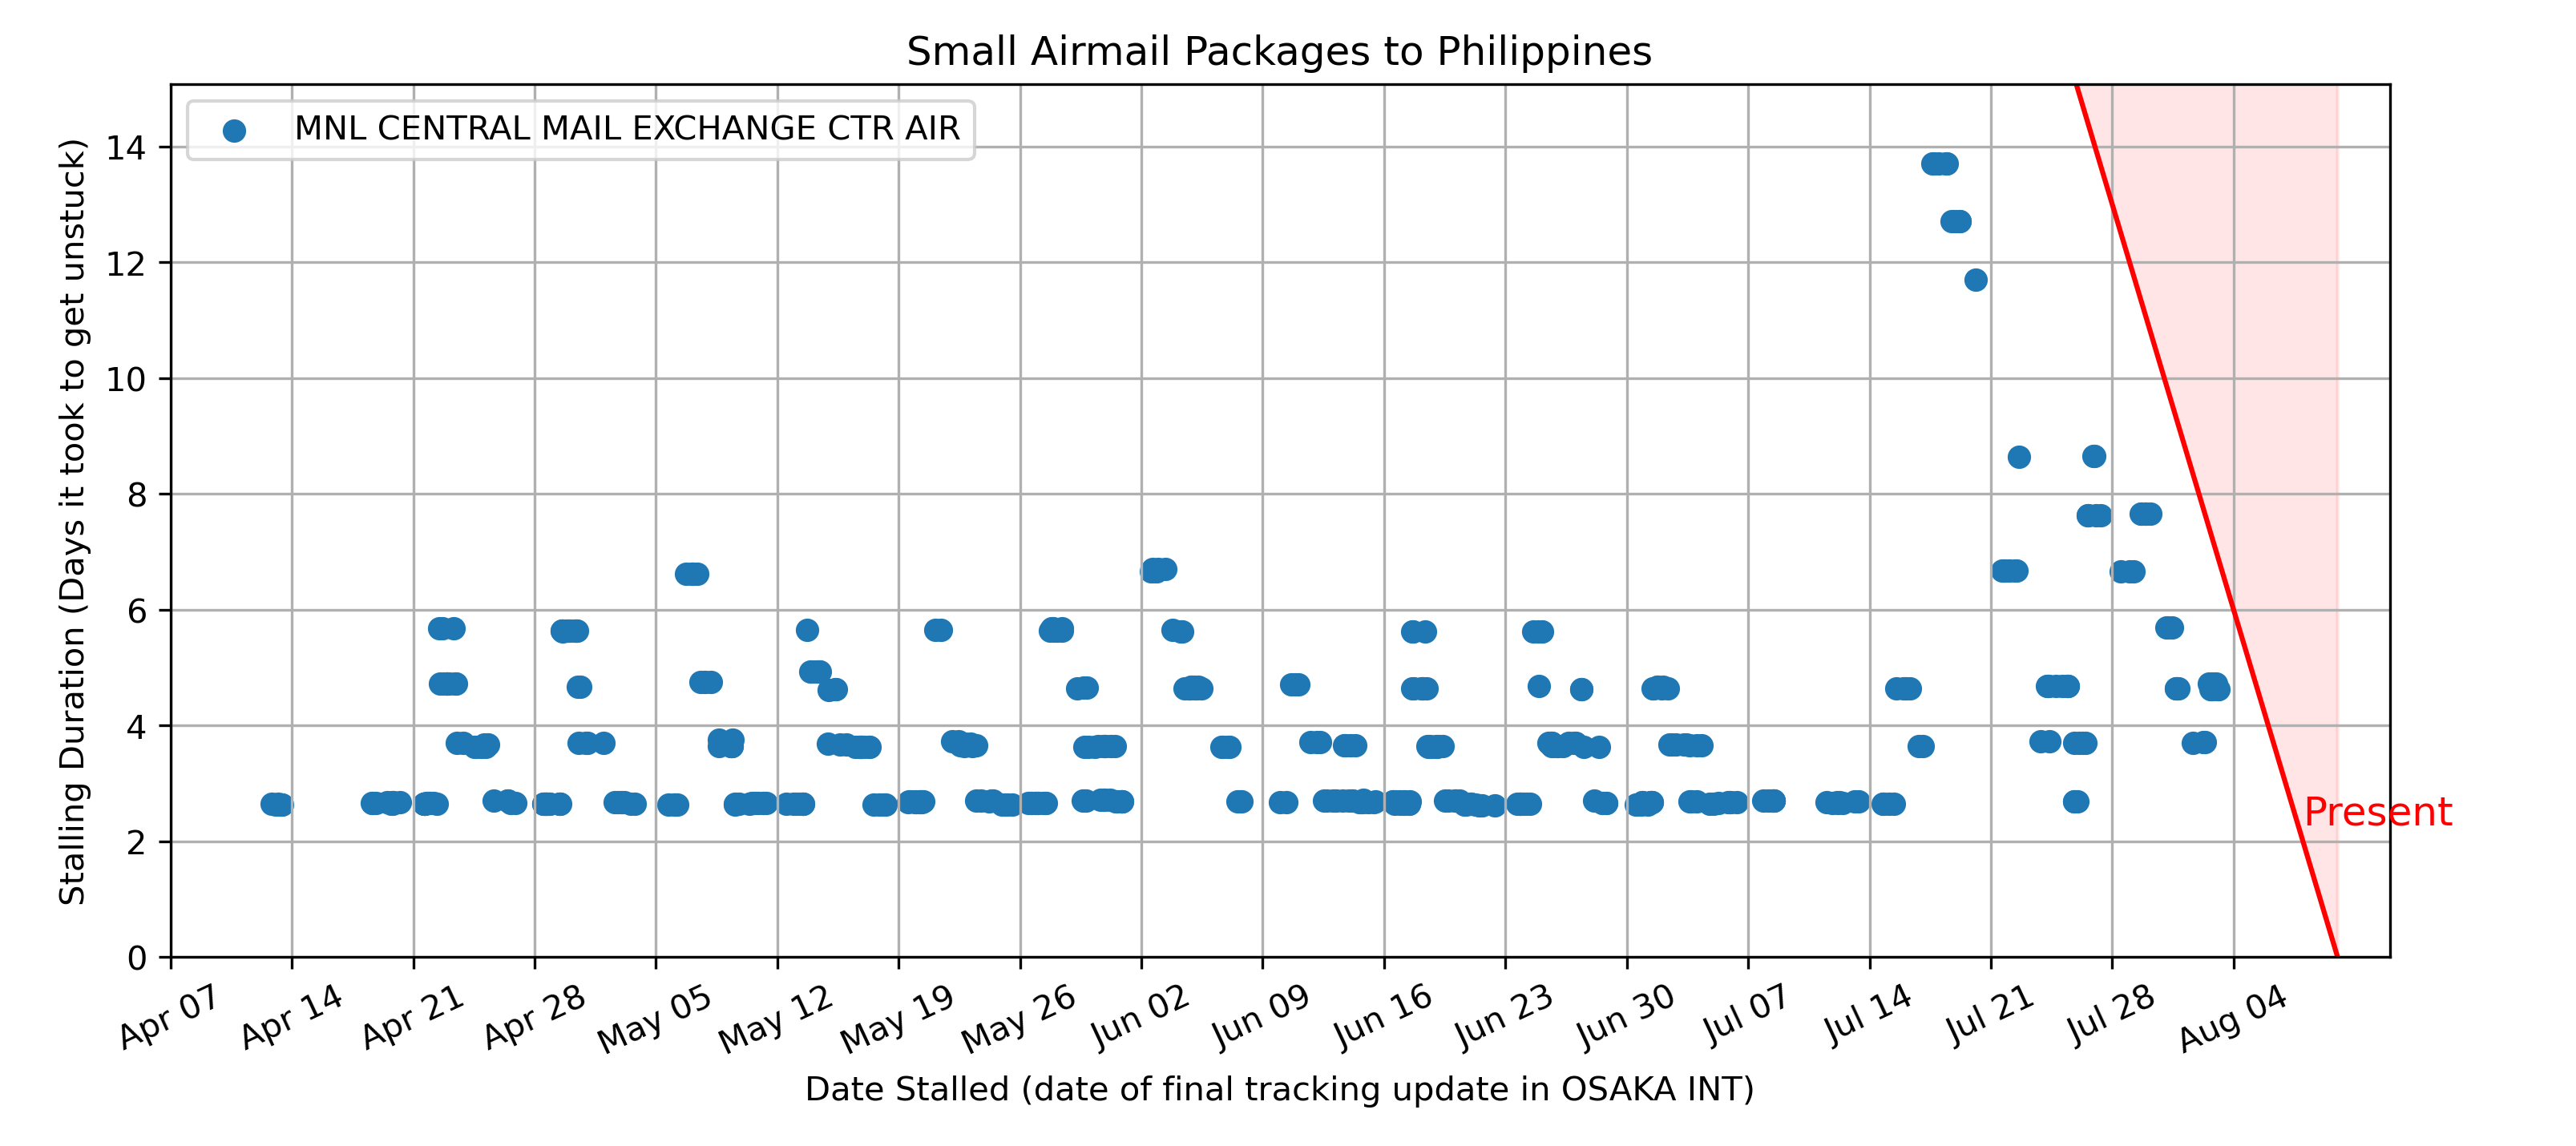 Small Airmail Packages to Philippines
MNL CENTRAL MAIL EXCHANGE CTR AIR
Stalling Duration (Days it took to get unstuck)
14
12
10
8
6
4
2
0
Present
Apr 07
Apr 14
Apr 21
Apr 28
May 05
May 12
May 19
May 26
Jun 02
Jun 09
Jun 16
Jun 23
Jun 30
Jul 07
Jul 14
Jul 21
Jul 28
Aug 04
Date Stalled (date of final tracking update in OSAKA INT)